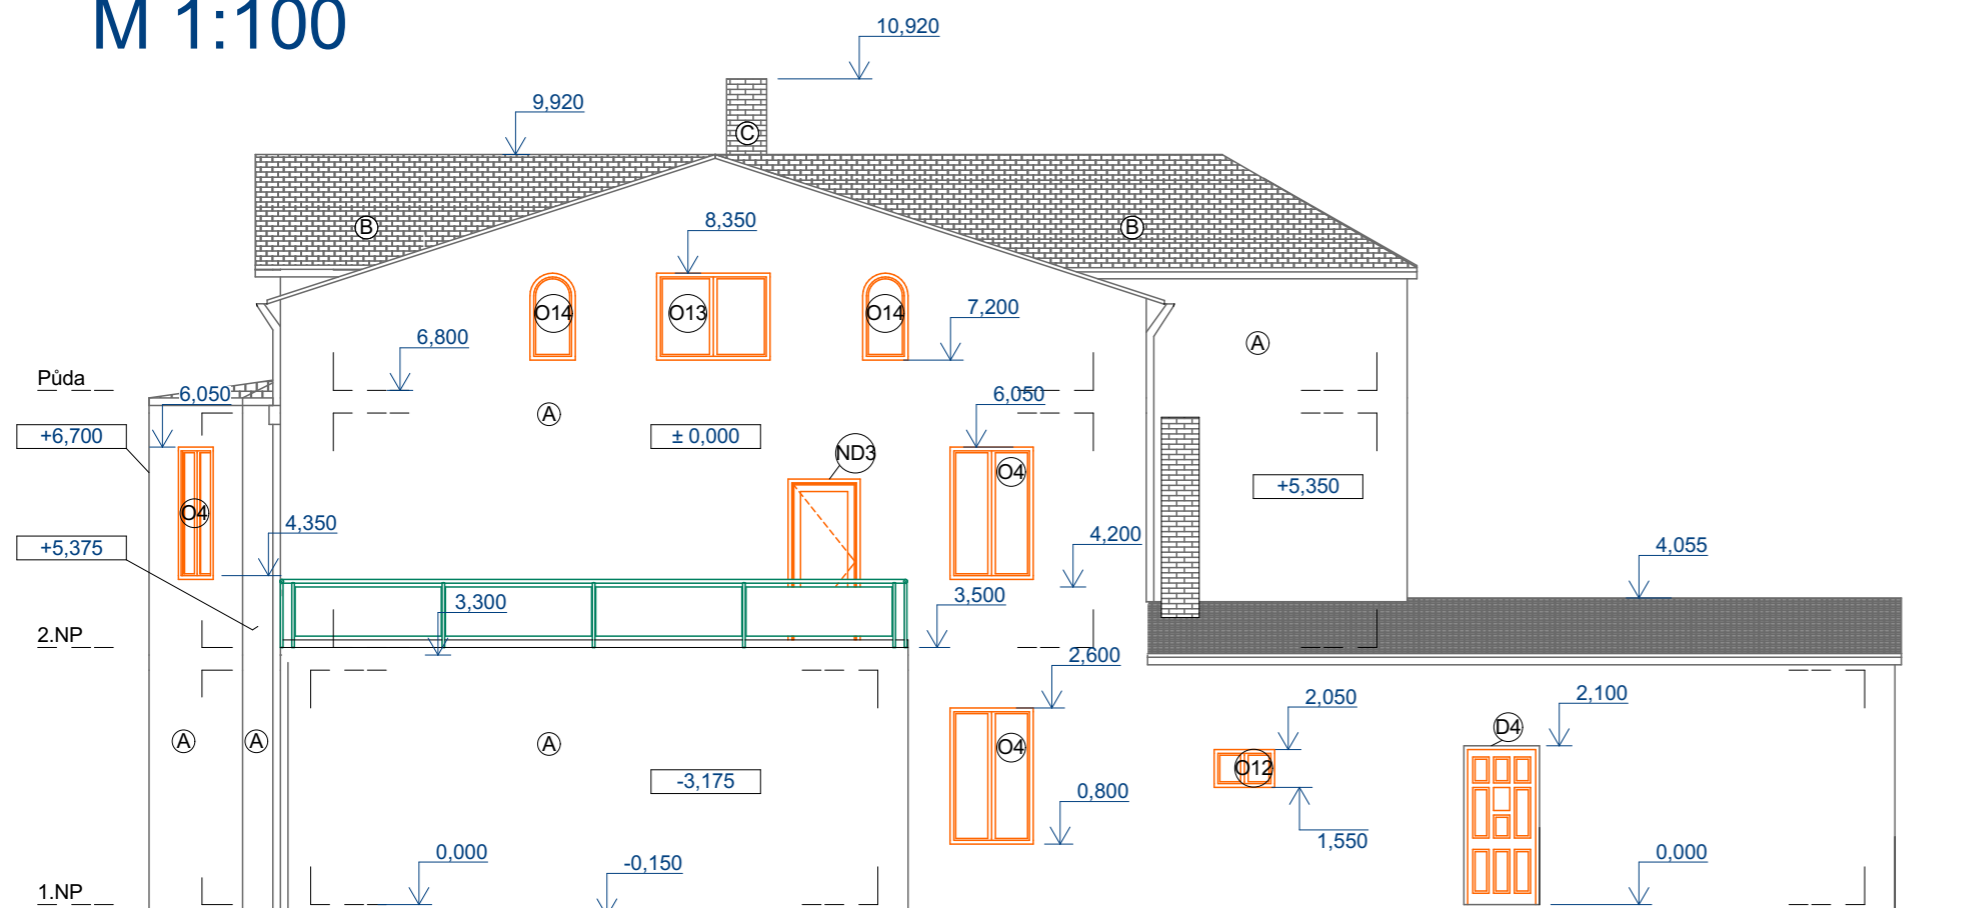 M 1:100
10,920
9,920
C
B
B
8,350
O14
O13
O14
7,200
6,800
A
Půda
6,050
6,050
A
+6,700
± 0,000
ND3
O4
+5,350
O4
4,350
4,200
+5,375
4,055
3,300
3,500
2.NP
2,600
2,050
2,100
A
A
A
O4
D4
O12
-3,175
0,800
1,550
0,000
-0,150
0,000
1.NP